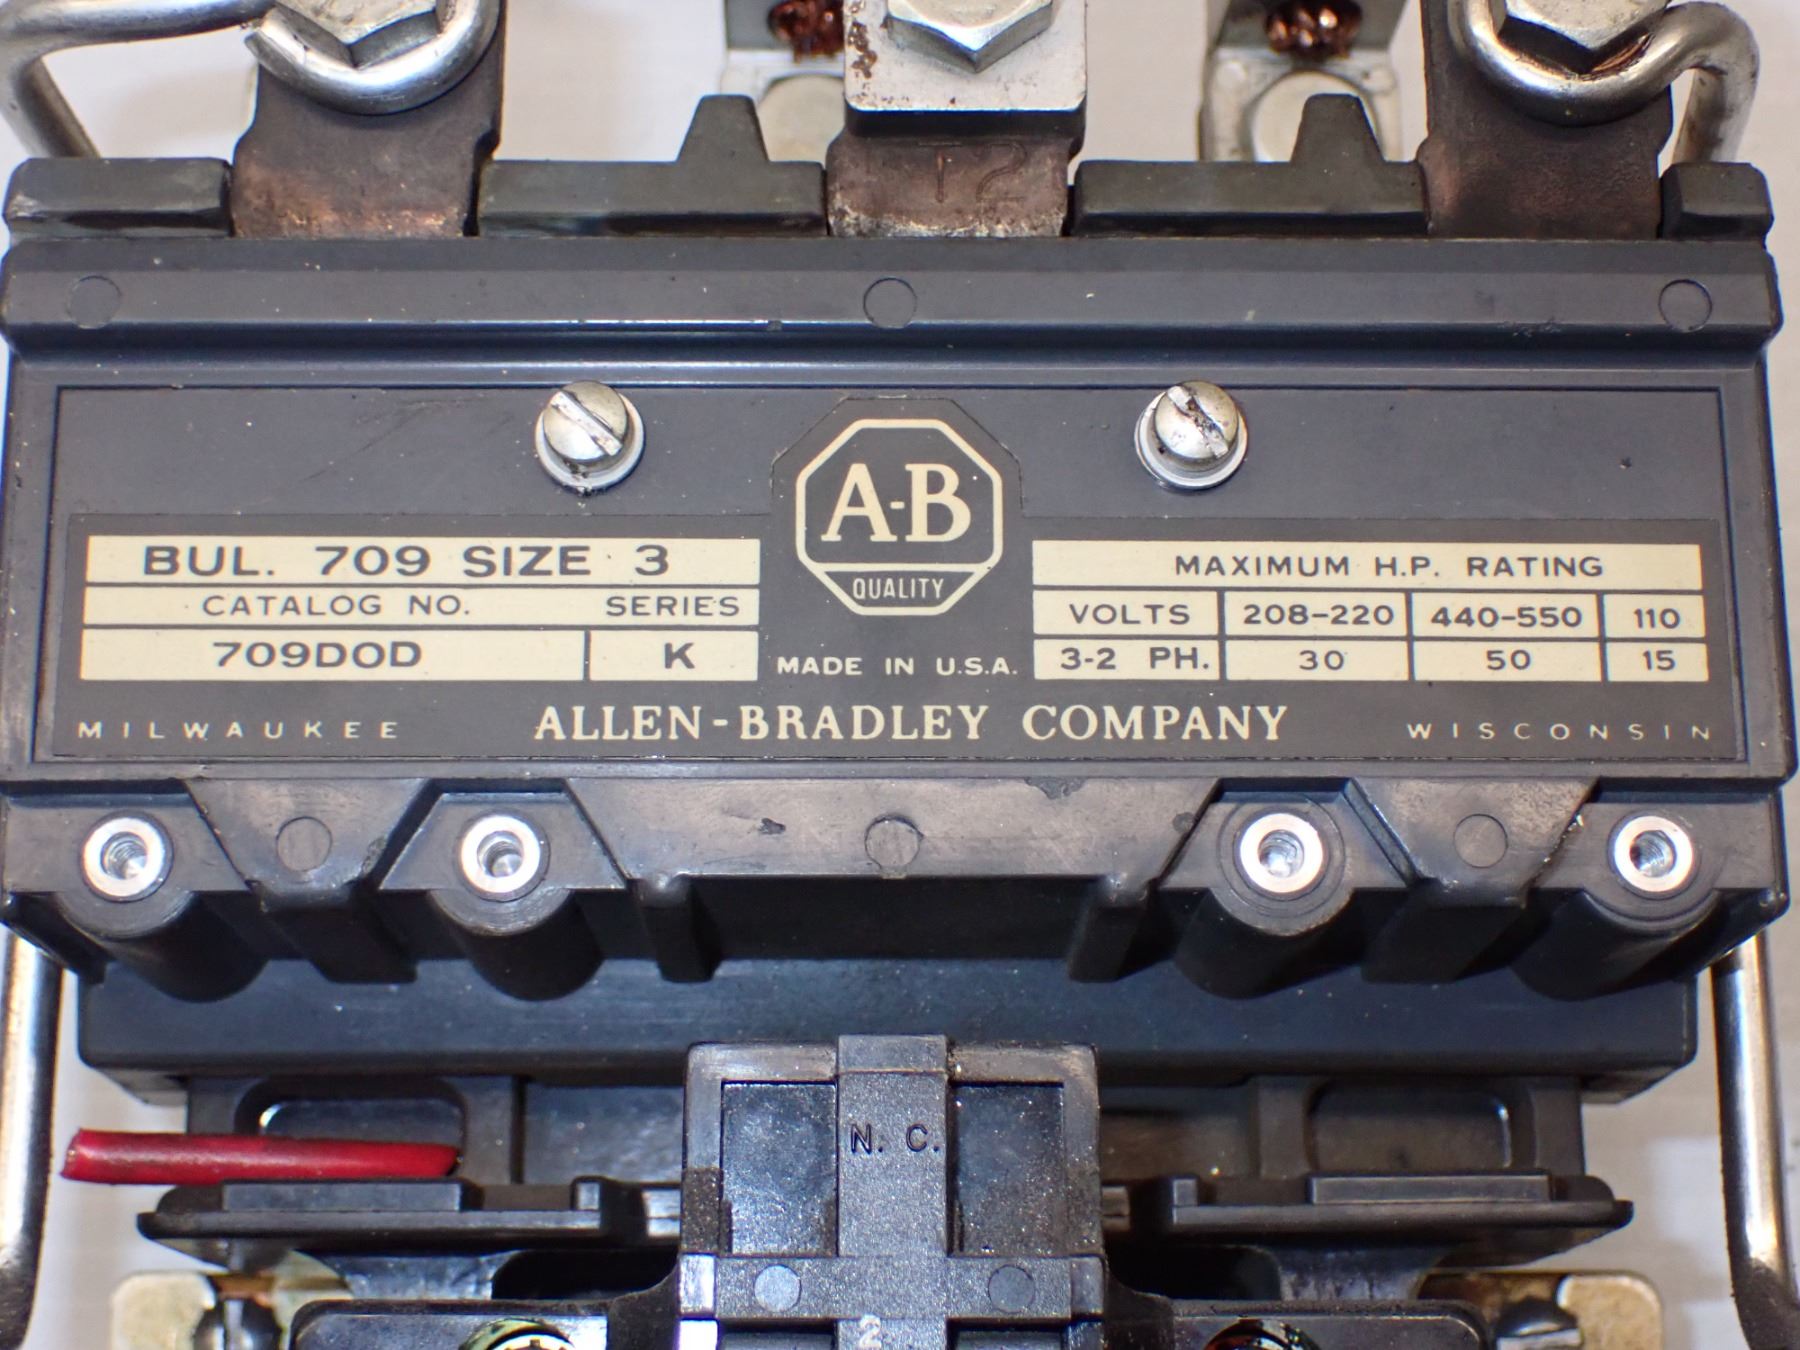 T2
A-B
QUALITY
BUL. 709 SIZE 3
CATALOG NO. SERIES
709DOD K
MAXIMUM H.P. RATING
VOLTS 208-220 440-550 110
3-2 PH. 30 50 15
MADE IN U.S.A.
MILWAUKEE ALLEN-BRADLEY COMPANY WISCONSIN
N. C.
2